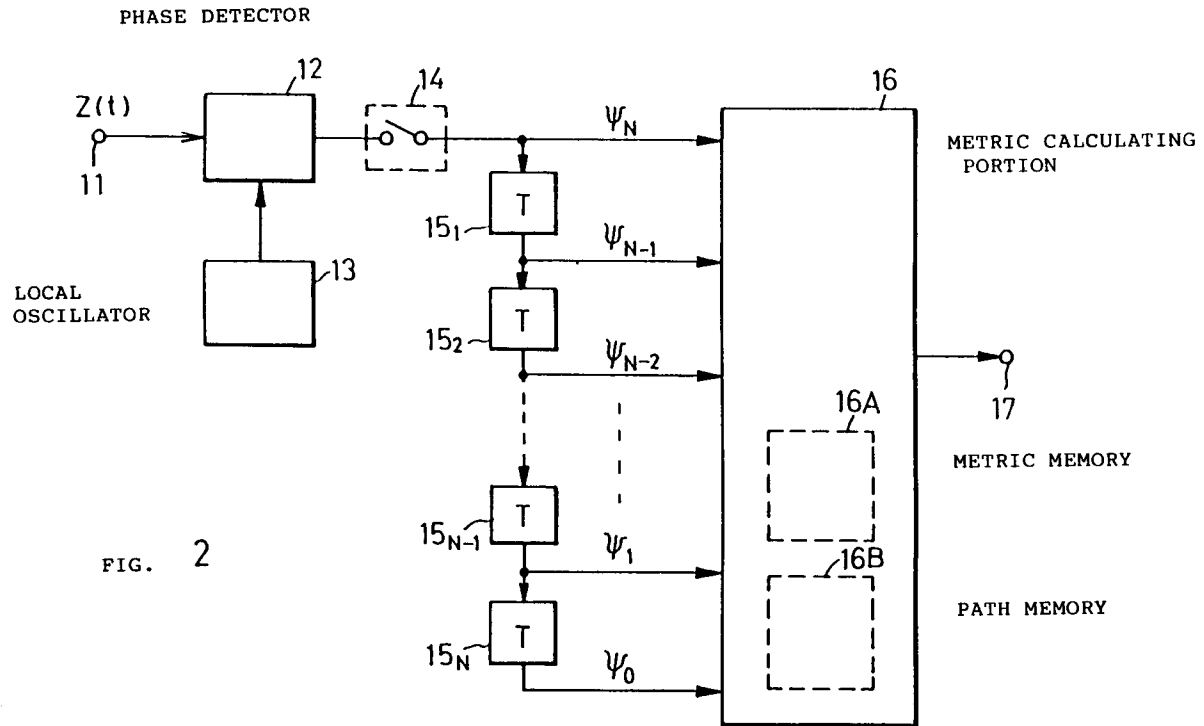 PHASE DETECTOR
12
14
16
Z(t)
ψN
METRIC CALCULATING
PORTION
11
T
151
ψN-1
13
LOCAL
OSCILLATOR
T
152
ψN-2
17
16A
METRIC MEMORY
T
15N-1
ψ1
FIG. 2
16B
PATH MEMORY
T
15N
ψ0